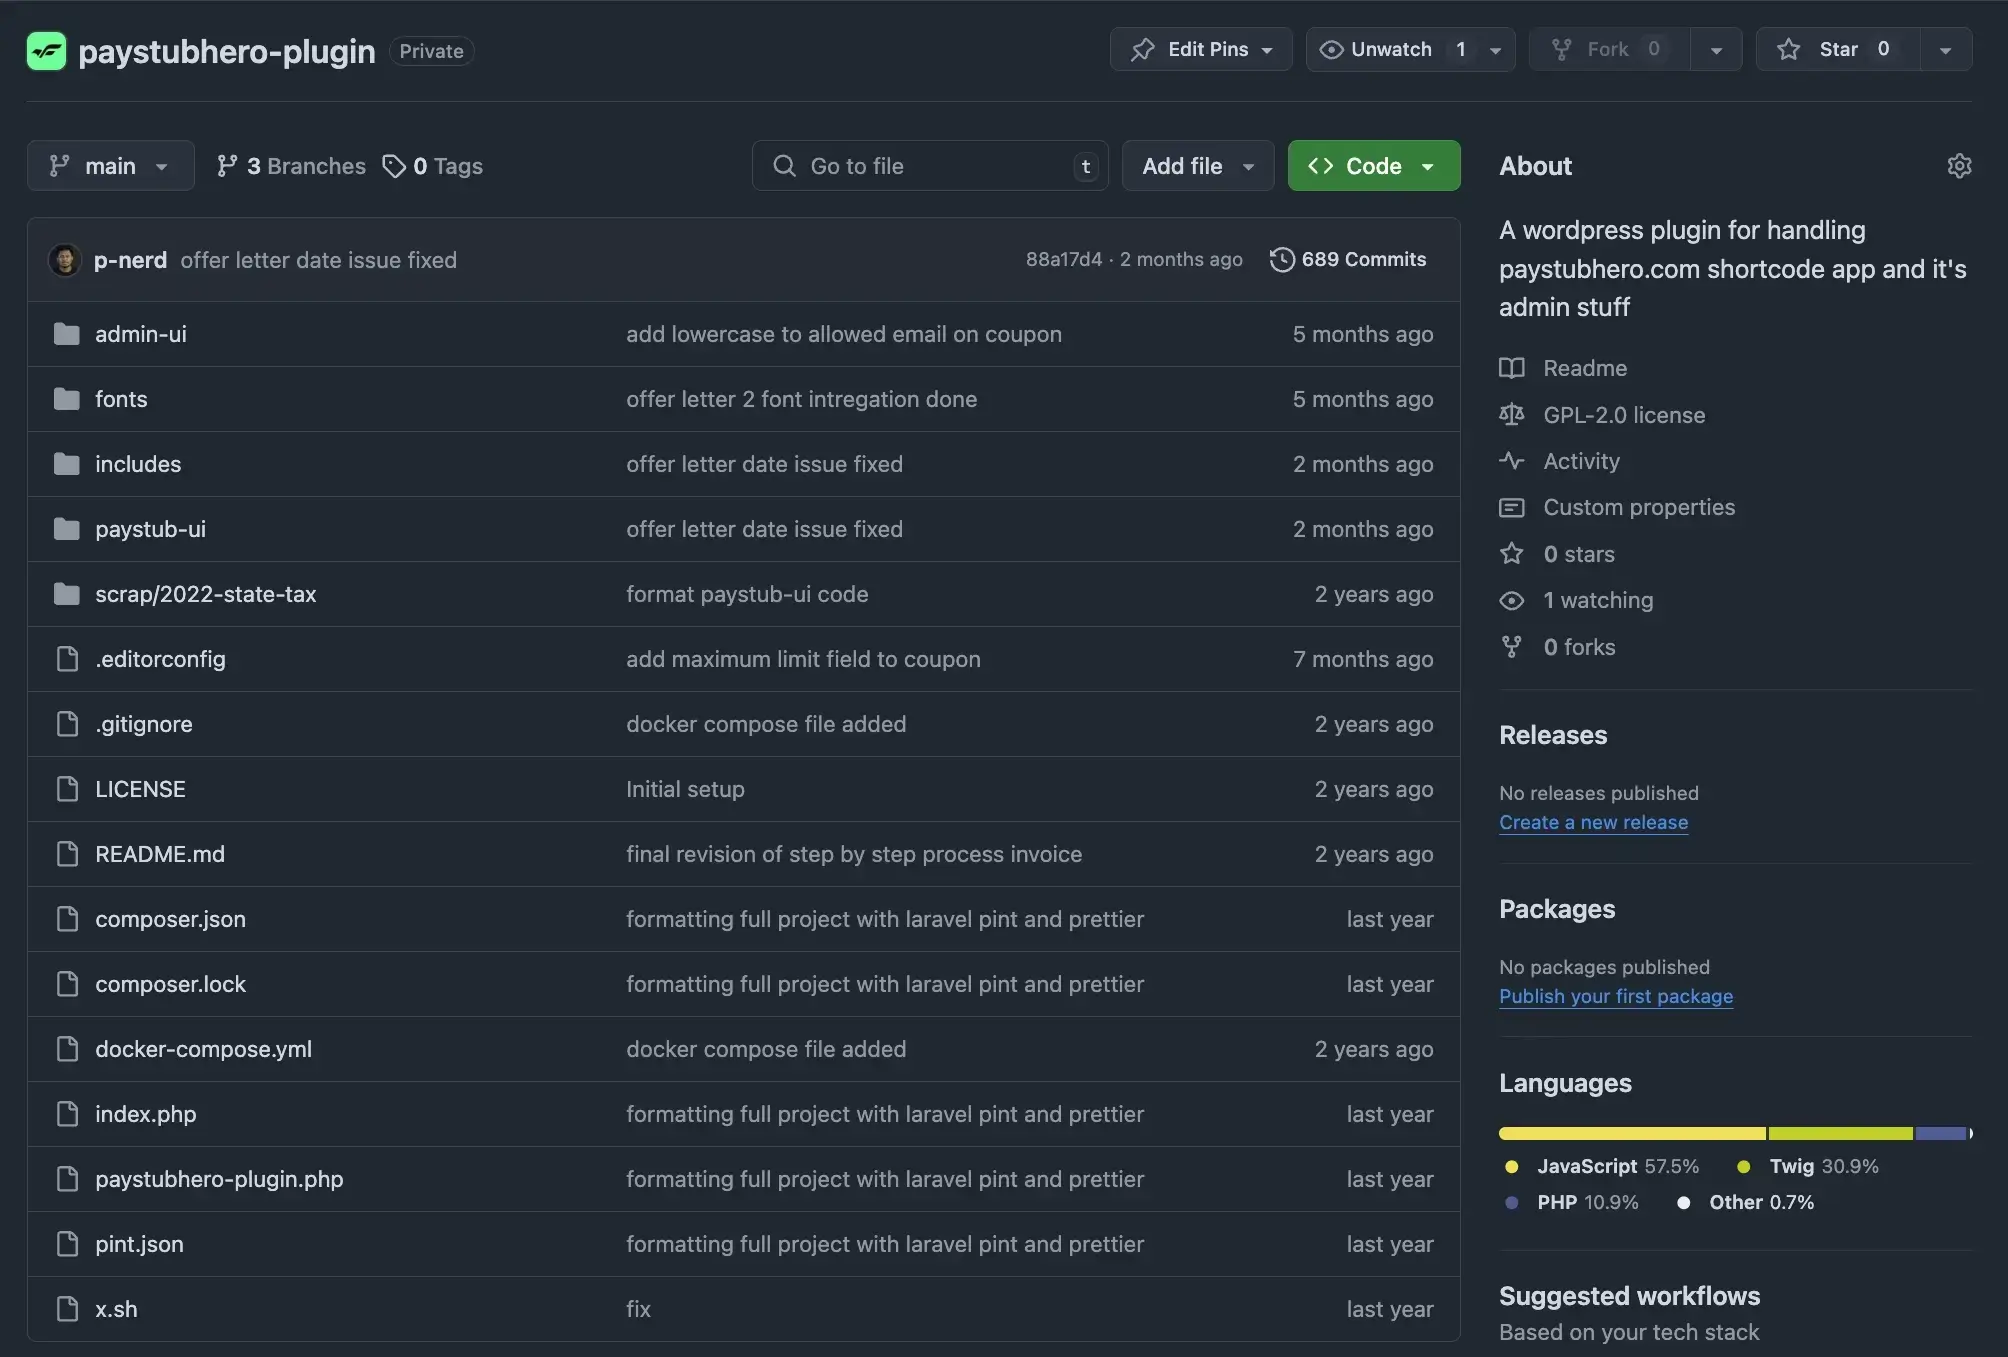 paystubhero-plugin Private Edit Pins Unwatch 1 Fork 0 Star 0
main 3 Branches 0 Tags Go to file t Add file Code
p-nerd offer letter date issue fixed 88a17d4 · 2 months ago 689 Commits
admin-ui add lowercase to allowed email on coupon 5 months ago
fonts offer letter 2 font intregation done 5 months ago
includes offer letter date issue fixed 2 months ago
paystub-ui offer letter date issue fixed 2 months ago
scrap/2022-state-tax format paystub-ui code 2 years ago
.editorconfig add maximum limit field to coupon 7 months ago
.gitignore docker compose file added 2 years ago
LICENSE Initial setup 2 years ago
README.md final revision of step by step process invoice 2 years ago
composer.json formatting full project with laravel pint and prettier last year
composer.lock formatting full project with laravel pint and prettier last year
docker-compose.yml docker compose file added 2 years ago
index.php formatting full project with laravel pint and prettier last year
paystubhero-plugin.php formatting full project with laravel pint and prettier last year
pint.json formatting full project with laravel pint and prettier last year
x.sh fix last year
About
A wordpress plugin for handling
paystubhero.com shortcode app and it's
admin stuff
Readme
GPL-2.0 license
Activity
Custom properties
0 stars
1 watching
0 forks
Releases
No releases published
Create a new release
Packages
No packages published
Publish your first package
Languages
JavaScript 57.5% Twig 30.9%
PHP 10.9% Other 0.7%
Suggested workflows
Based on your tech stack